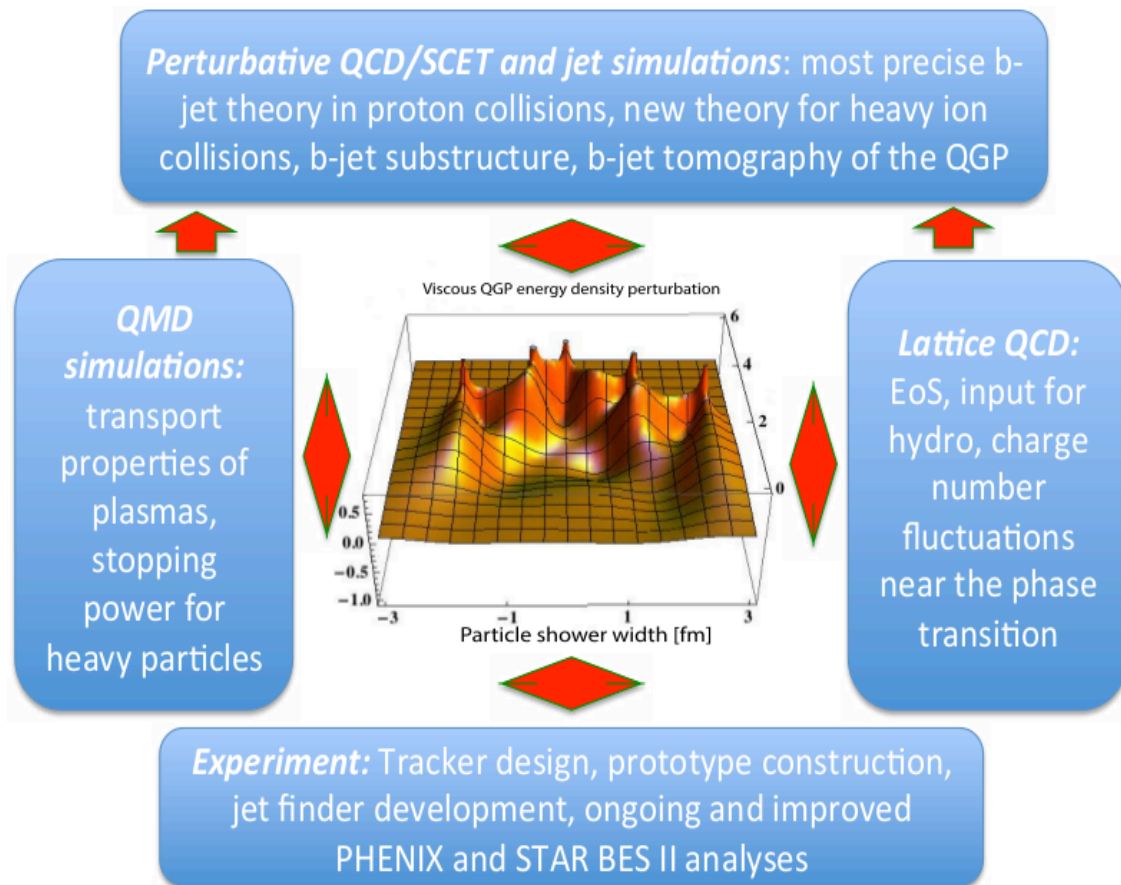 Perturbative QCD/SCET and jet simulations: most precise b-
jet theory in proton collisions, new theory for heavy ion
collisions, b-jet substructure, b-jet tomography of the QGP
QMD
simulations:
transport
properties of
plasmas,
stopping
power for
heavy particles
Viscous QGP energy density perturbation
6
4
2
0
0.5
0.0
−0.5
−1.0
−3
−1
1
3
Particle shower width [fm]
Lattice QCD:
EoS, input for
hydro, charge
number
fluctuations
near the phase
transition
Experiment: Tracker design, prototype construction,
jet finder development, ongoing and improved
PHENIX and STAR BES II analyses